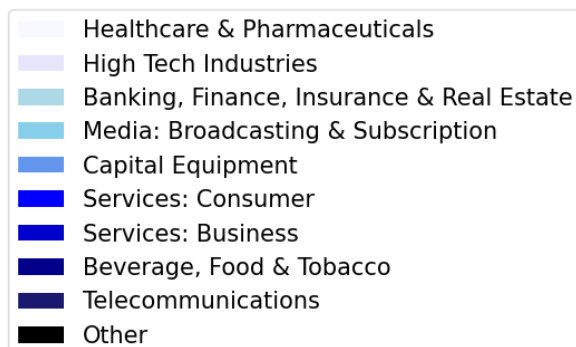 Healthcare & Pharmaceuticals
High Tech Industries
Banking, Finance, Insurance & Real Estate
Media: Broadcasting & Subscription
Capital Equipment
Services: Consumer
Services: Business
Beverage, Food & Tobacco
Telecommunications
Other